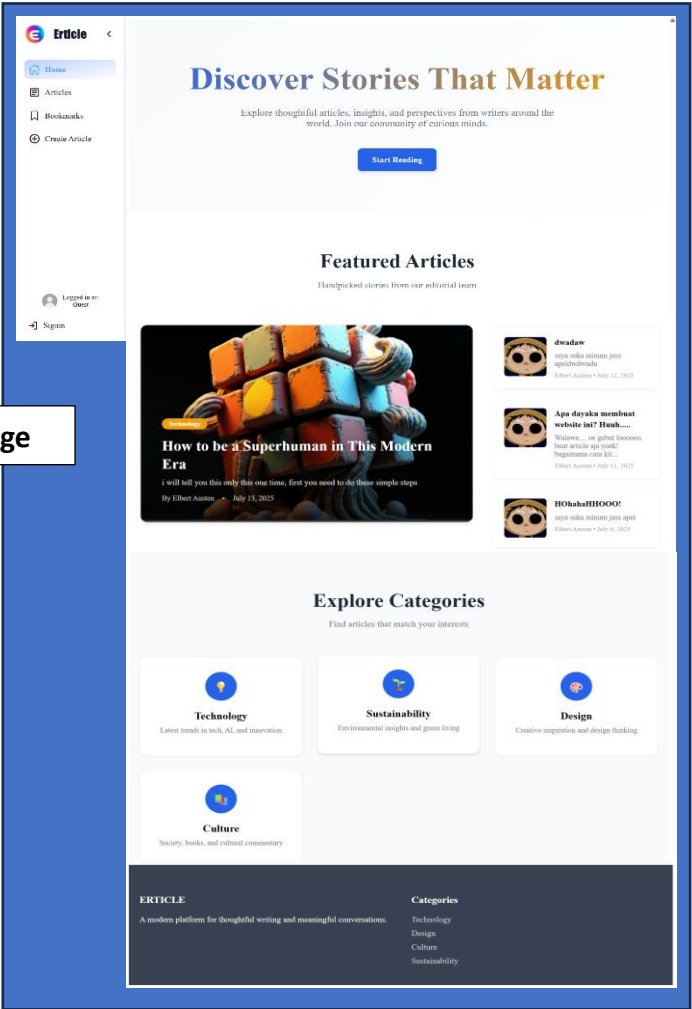 Erticle
Home
Articles
Bookmarks
Create Article
Logged in as:
Guest
Signin
ge
Discover Stories That Matter
Explore thoughtful articles, insights, and perspectives from writers around the
world. Join our community of curious minds.
Start Reading
Featured Articles
Handpicked stories from our editorial team
Technology
How to be a Superhuman in This Modern
Era
i will tell you this only this one time, first you need to do these simple steps
By Elbert Austen • July 13, 2025
dwadaw
saya suka minum juss
apeldwdwadu
Elbert Austen • July 12, 2025
Apa dayaku membuat
website ini? Huuh.....
Walawe.... oe gabut loooooo.
buat article aja yook!
bagaimana cara kit...
Elbert Austen • July 11, 2025
HOhahaHHOOO!
saya suka minum juss apel
Elbert Austen • July 4, 2025
Explore Categories
Find articles that match your interests
Technology
Latest trends in tech, AI, and innovation
Sustainability
Environmental insights and green living
Design
Creative inspiration and design thinking
Culture
Society, books, and cultural commentary
ERTICLE
A modern platform for thoughtful writing and meaningful conversations.
Categories
Technology
Design
Culture
Sustainability